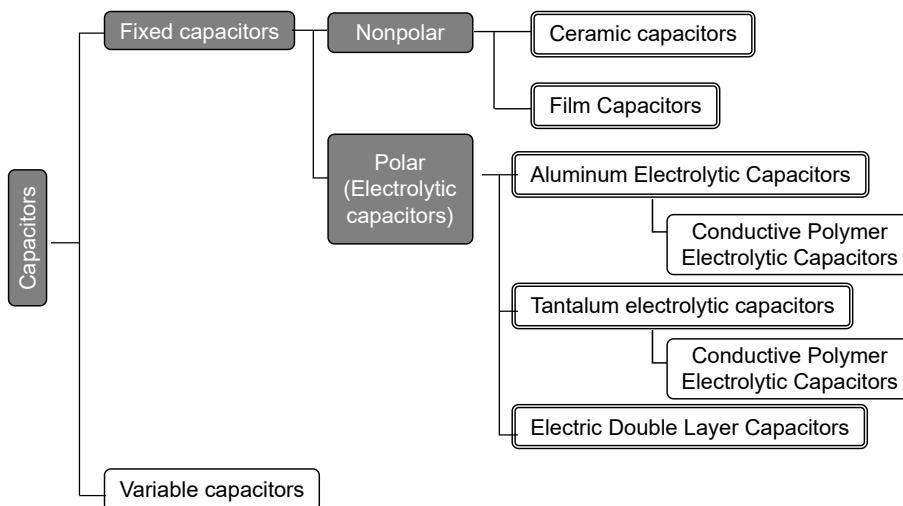 Fixed capacitors
Nonpolar
Ceramic capacitors
Film Capacitors
Polar
(Electrolytic
capacitors)
Aluminum Electrolytic Capacitors
Conductive Polymer
Electrolytic Capacitors
Capacitors
Tantalum electrolytic capacitors
Conductive Polymer
Electrolytic Capacitors
Electric Double Layer Capacitors
Variable capacitors